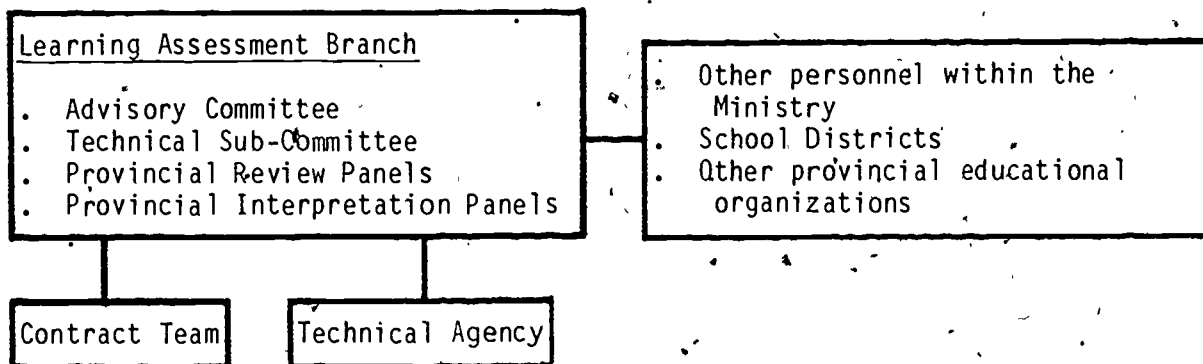 Learning Assessment Branch
. Advisory Committee
. Technical Sub-Committee
. Provincial Review Panels
. Provincial Interpretation Panels
. Other personnel within the
Ministry
. School Districts
. Other provincial educational
organizations
Contract Team
Technical Agency